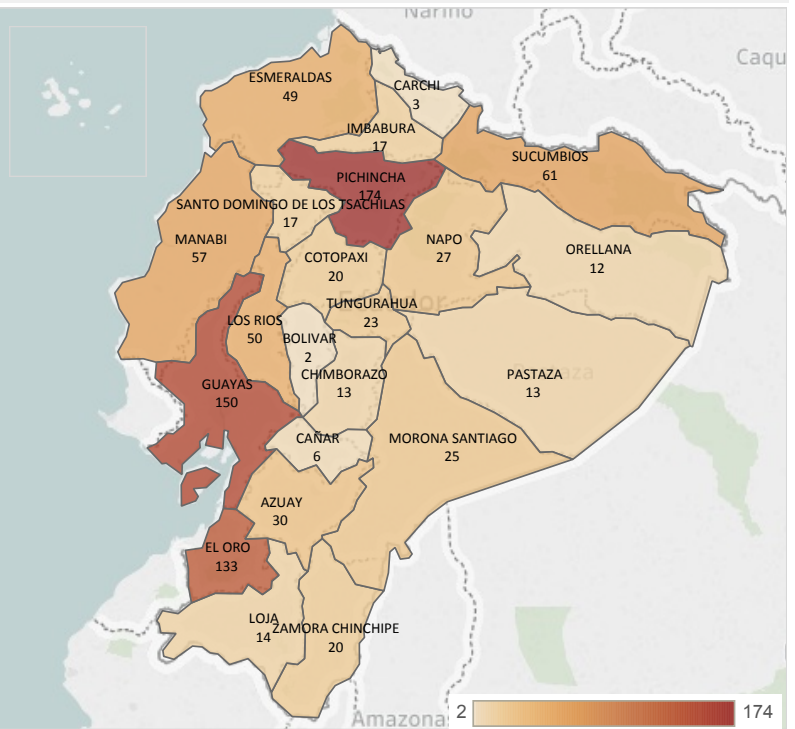 Nariño
Caqu
ESMERALDAS
49
CARCHI
3
IMBABURA
17
SUCUMBIOS
61
PICHINCHA
174
SANTO DOMINGO DE LOS TSACHILAS
17
MANABI
57
NAPO
27
ORELLANA
12
COTOPAXI
20
TUNGURAHUA
23
LOS RIOS
50
BOLIVAR
2
CHIMBORAZO
13
PASTAZA
13
GUAYAS
150
CAÑAR
6
MORONA SANTIAGO
25
AZUAY
30
EL ORO
133
LOJA
14
ZAMORA CHINCHIPE
20
Amazonas
2
174